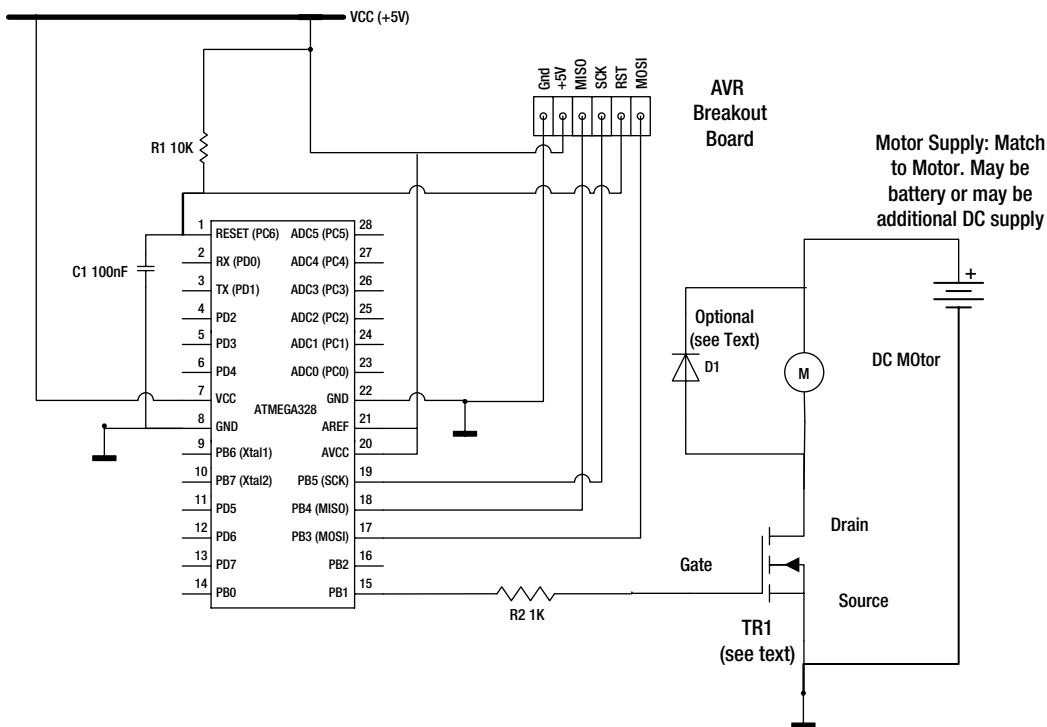 VCC (+5V)
Gnd
+5V
MISO
SCK
RST
MOSI
AVR
Breakout
Board
R1 10K
Motor Supply: Match
to Motor. May be
battery or may be
additional DC supply
+
C1 100nF
1 RESET (PC6) ADC5 (PC5) 28
2 RX (PD0) ADC4 (PC4) 27
3 TX (PD1) ADC3 (PC3) 26
4 PD2 ADC2 (PC2) 25
5 PD3 ADC1 (PC1) 24
6 PD4 ADC0 (PC0) 23
7 VCC GND 22
ATMEGA328
8 GND AREF 21
9 PB6 (Xtal1) AVCC 20
10 PB7 (Xtal2) PB5 (SCK) 19
11 PD5 PB4 (MISO) 18
12 PD6 PB3 (MOSI) 17
13 PD7 PB2 16
14 PB0 PB1 15
Optional
(see Text)
D1
M
DC MOtor
Drain
Gate
Source
R2 1K
TR1
(see text)